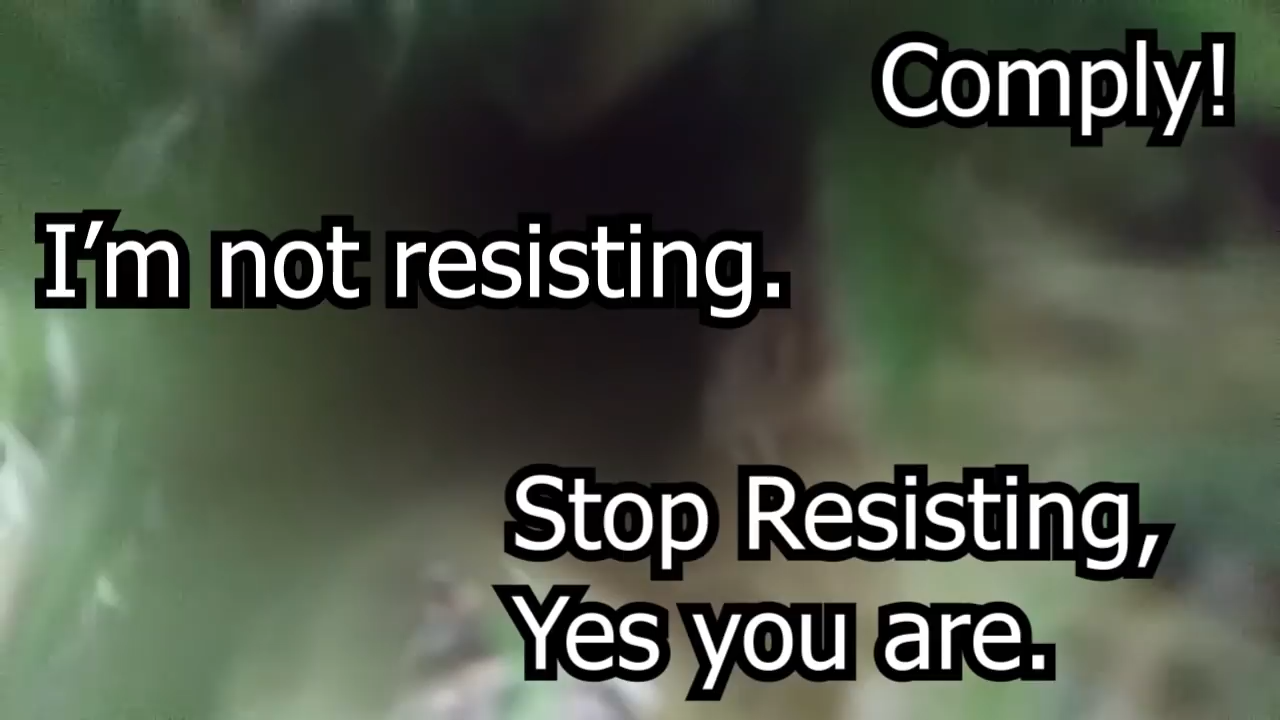 Comply!
I’m not resisting.
Stop Resisting,
Yes you are.